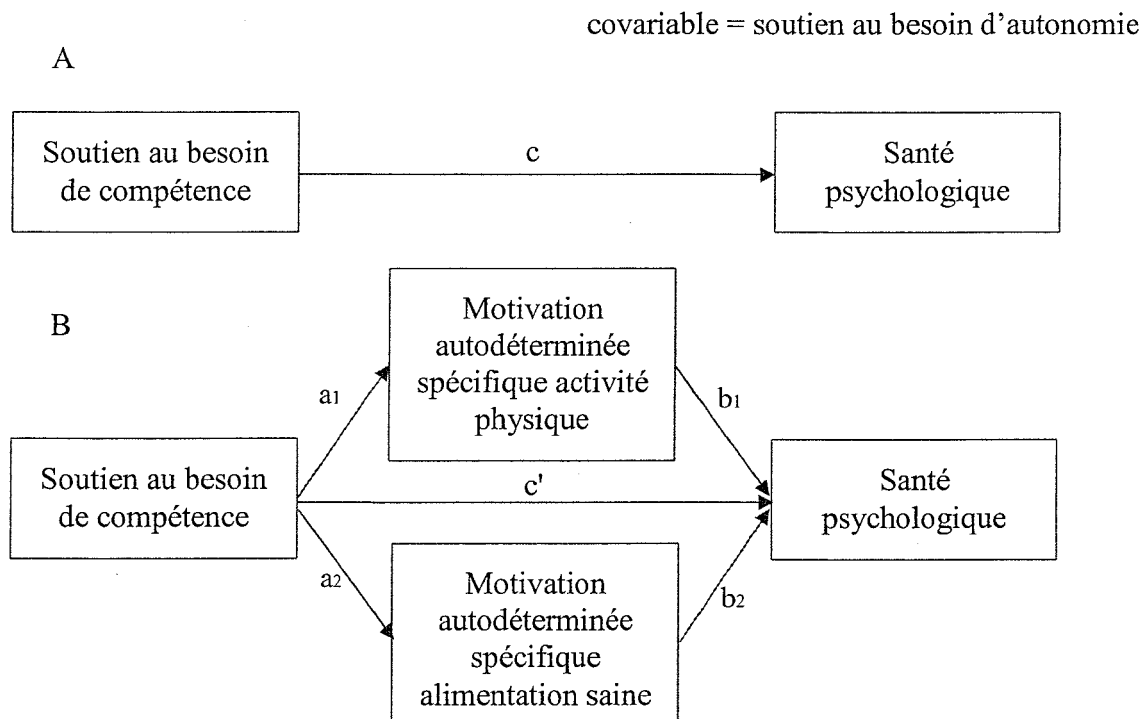 covariable = soutien au besoin d'autonomie
A
Soutien au besoin
de compétence
c
Santé
psychologique
B
Motivation
autodéterminée
spécifique activité
physique
a1
b1
Soutien au besoin
de compétence
c'
Santé
psychologique
a2
b2
Motivation
autodéterminée
spécifique
alimentation saine